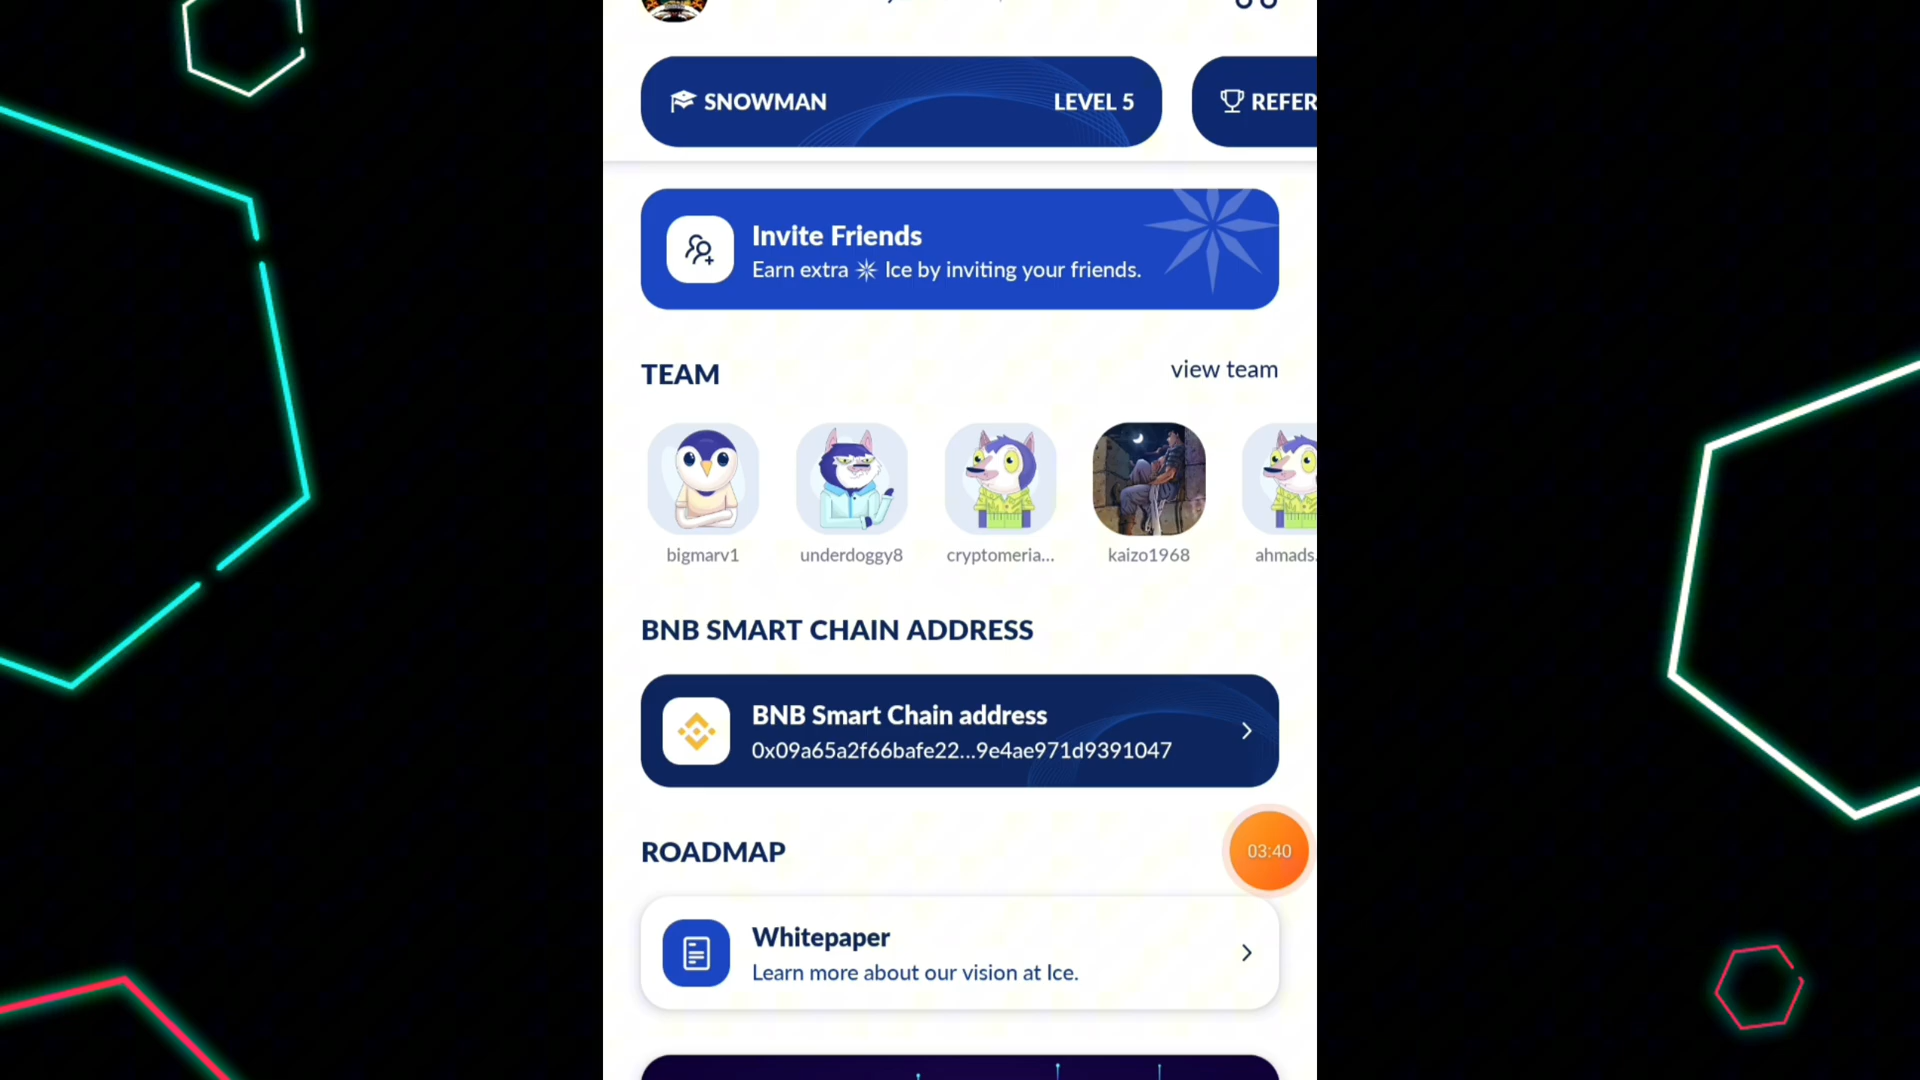 SNOWMAN LEVEL 5
REFER
Invite Friends
Earn extra Ice by inviting your friends.
TEAM
view team
bigmarv1
underdoggy8
cryptomeria...
kaizo1968
ahmads.
BNB SMART CHAIN ADDRESS
BNB Smart Chain address
0x09a65a2f66bafe22...9e4ae971d9391047
ROADMAP
03:40
Whitepaper
Learn more about our vision at Ice.